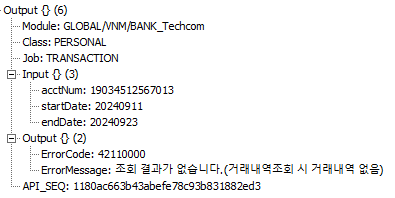 Output {} (6)
Module: GLOBAL/VNM/BANK_Techcom
Class: PERSONAL
Job: TRANSACTION
Input {} (3)
acctNum: 19034512567013
startDate: 20240911
endDate: 20240923
Output {} (2)
ErrorCode: 42110000
ErrorMessage: 조회 결과가 없습니다.(거래내역조회 시 거래내역 없음)
API_SEQ: 1180ac663b43abefe78c93b831882ed3